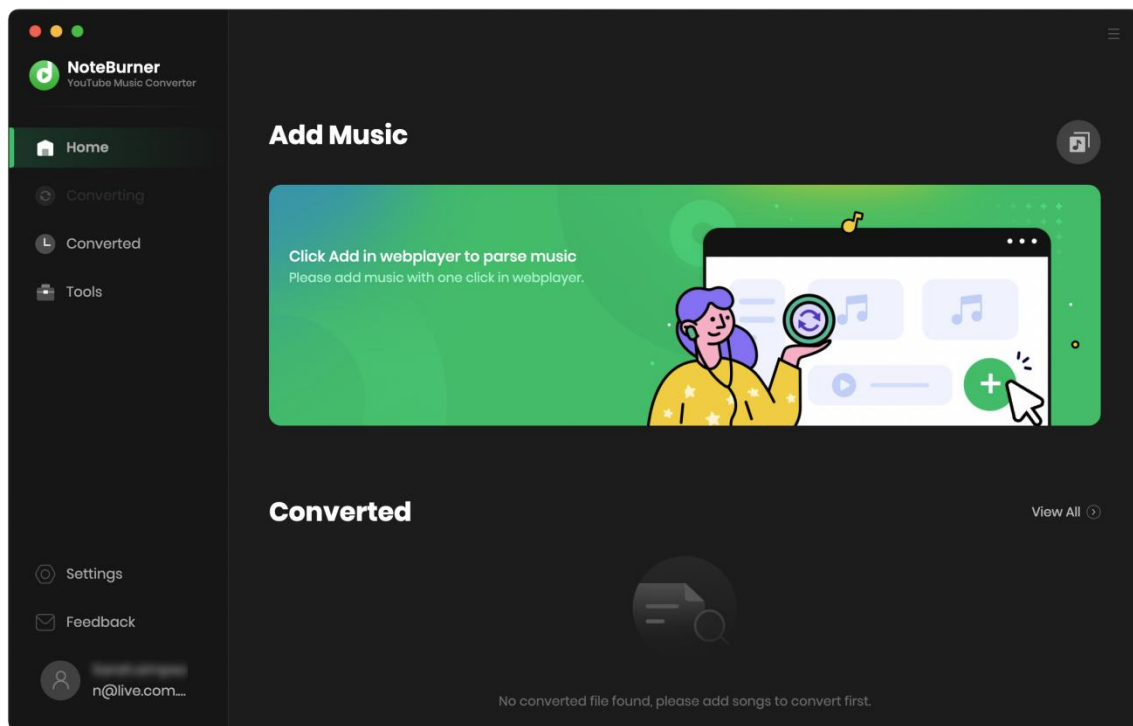 NoteBurner
YouTube Music Converter
Home
Converting
Converted
Tools
Settings
Feedback
n@live.com....
Add Music
Click Add in webplayer to parse music
Please add music with one click in webplayer.
Converted
View All
No converted file found, please add songs to convert first.